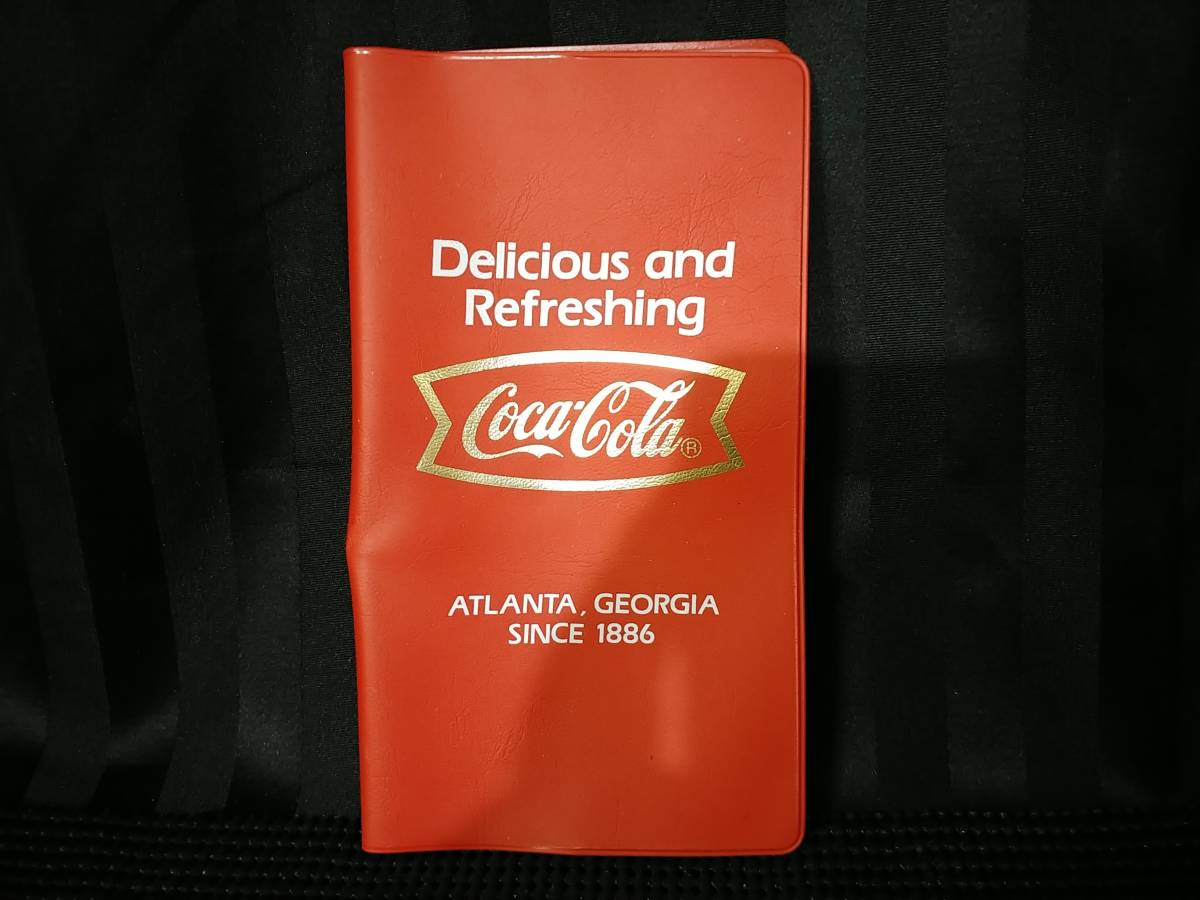 Delicious and
Refreshing
Coca-Cola®
ATLANTA, GEORGIA
SINCE 1886